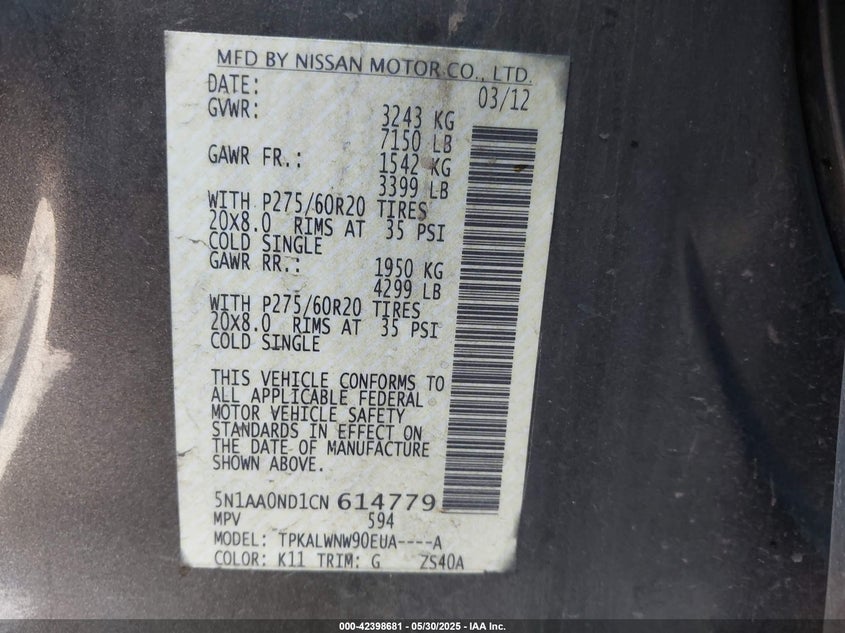 MFD BY NISSAN MOTOR CO., LTD.
DATE: 03/12
GVWR: 3243 KG
7150 LB
GAWR FR.: 1542 KG
3399 LB
WITH P275/60R20 TIRES
20X8.0 RIMS AT 35 PSI
COLD SINGLE
GAWR RR.: 1950 KG
4299 LB
WITH P275/60R20 TIRES
20X8.0 RIMS AT 35 PSI
COLD SINGLE
THIS VEHICLE CONFORMS TO
ALL APPLICABLE FEDERAL
MOTOR VEHICLE SAFETY
STANDARDS IN EFFECT ON
THE DATE OF MANUFACTURE
SHOWN ABOVE.
5N1AA0ND1CN 614779
MPV 594
MODEL: TPKALWNW90EUA----A
COLOR: K11 TRIM: G ZS40A
000-42398681 - 05/30/2025 - IAA Inc.